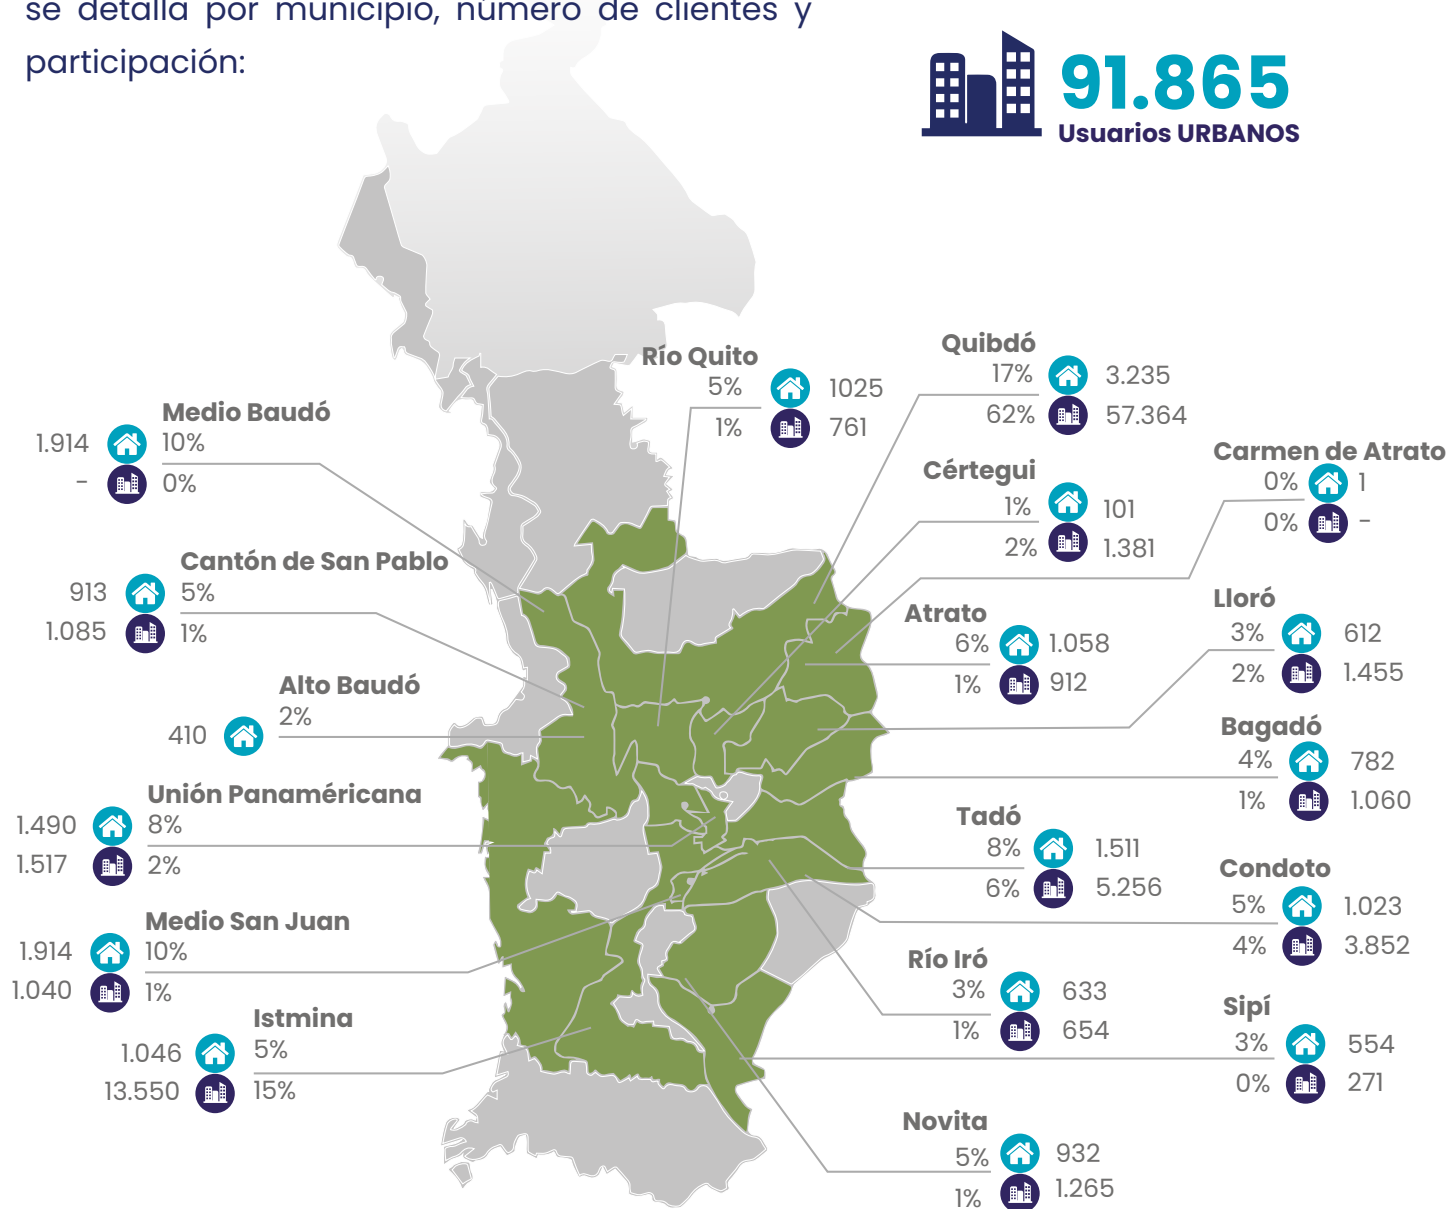 se detalla por municipio, número de clientes y
participación:
91.865
Usuarios URBANOS
Río Quito
5% 1025
1% 761
Quibdó
17% 3.235
62% 57.364
Medio Baudó
1.914 10%
- 0%
Carmen de Atrato
0% 1
0% -
Cértegui
1% 101
2% 1.381
Cantón de San Pablo
913 5%
1.085 1%
Atrato
6% 1.058
1% 912
Lloró
3% 612
2% 1.455
Alto Baudó
2%
410
Bagadó
4% 782
1% 1.060
Unión Panaméricana
1.490 8%
1.517 2%
Tadó
8% 1.511
6% 5.256
Condoto
5% 1.023
4% 3.852
Medio San Juan
1.914 10%
1.040 1%
Río Iró
3% 633
1% 654
Sipí
3% 554
0% 271
Istmina
1.046 5%
13.550 15%
Novita
5% 932
1% 1.265